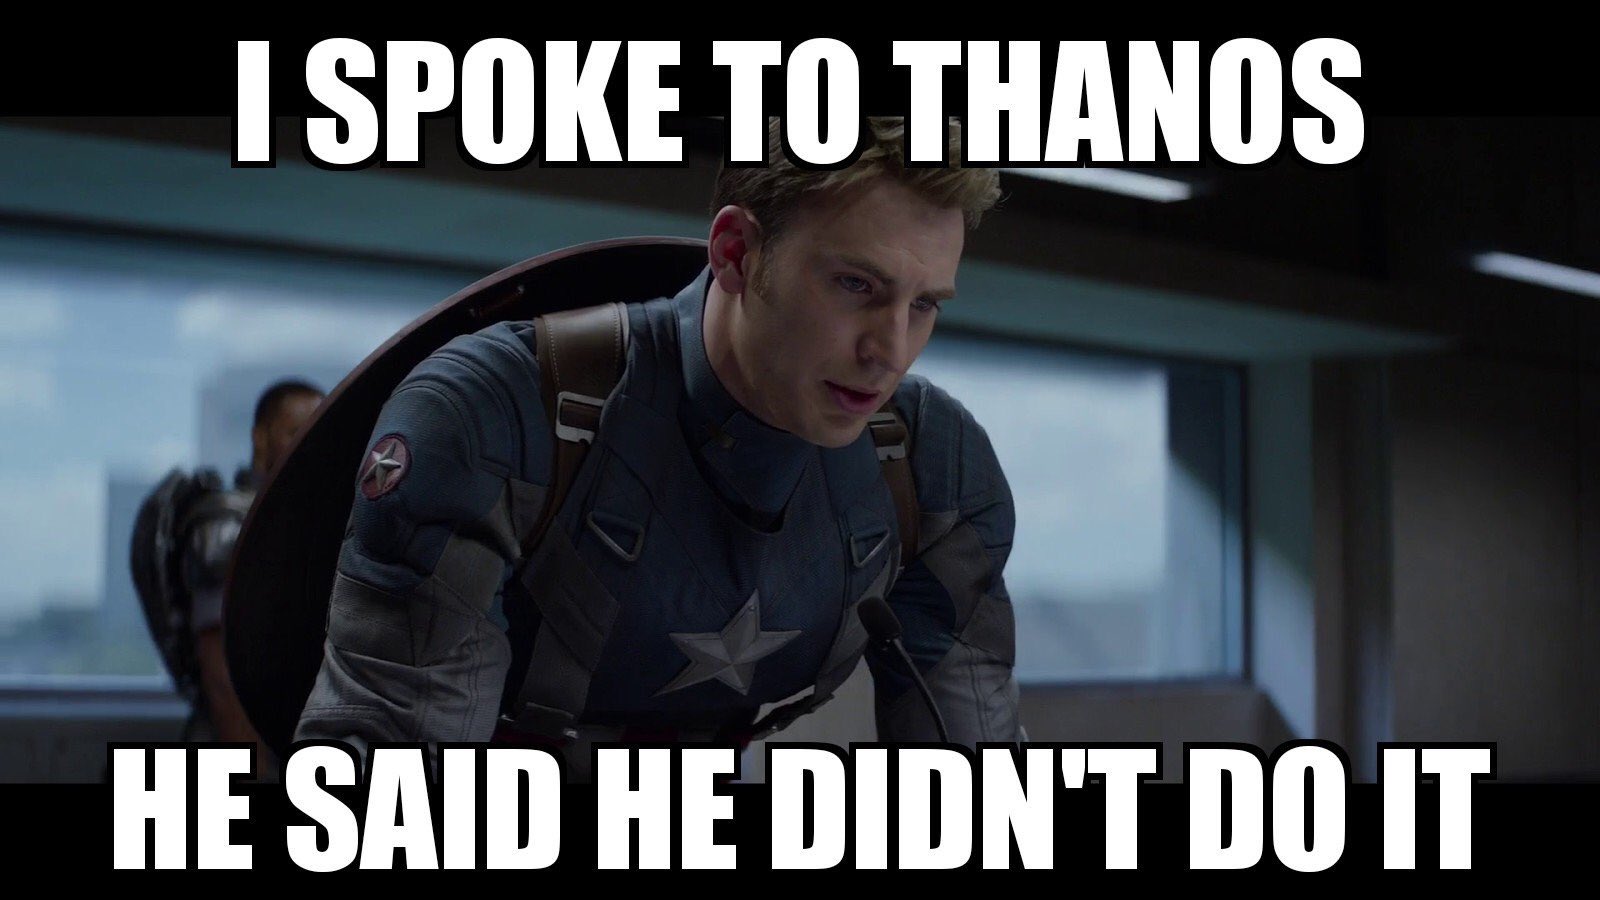 I SPOKE TO THANOS
HE SAID HE DIDN'T DO IT